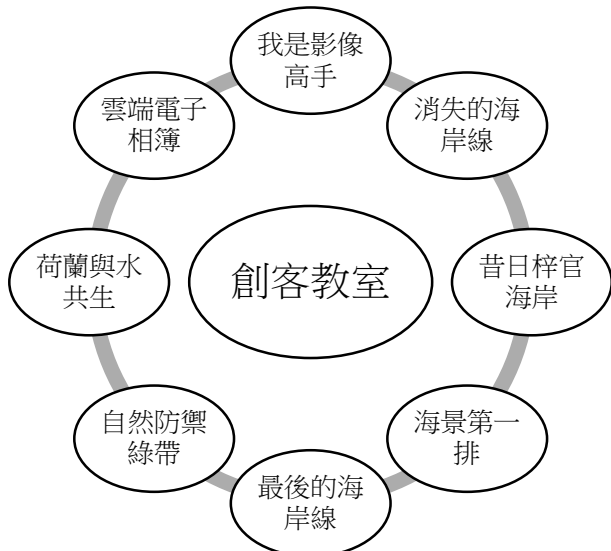 我是影像
高手
消失的海
岸線
昔日梓官
海岸
海景第一
排
最後的海
岸線
自然防禦
綠帶
荷蘭與水
共生
雲端電子
相簿
創客教室